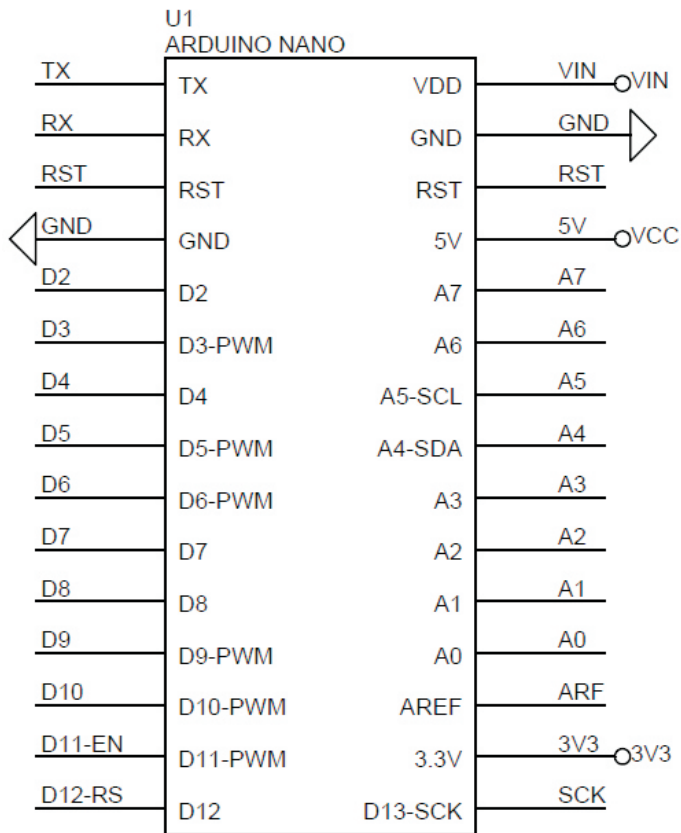 U1
ARDUINO NANO
TX TX VDD VIN VIN
RX RX GND GND
RST RST RST RST
GND GND 5V 5V VCC
D2 D2 A7 A7
D3 D3-PWM A6 A6
D4 D4 A5-SCL A5
D5 D5-PWM A4-SDA A4
D6 D6-PWM A3 A3
D7 D7 A2 A2
D8 D8 A1 A1
D9 D9-PWM A0 A0
D10 D10-PWM AREF ARF
D11-EN D11-PWM 3.3V 3V3 3V3
D12-RS D12 D13-SCK SCK